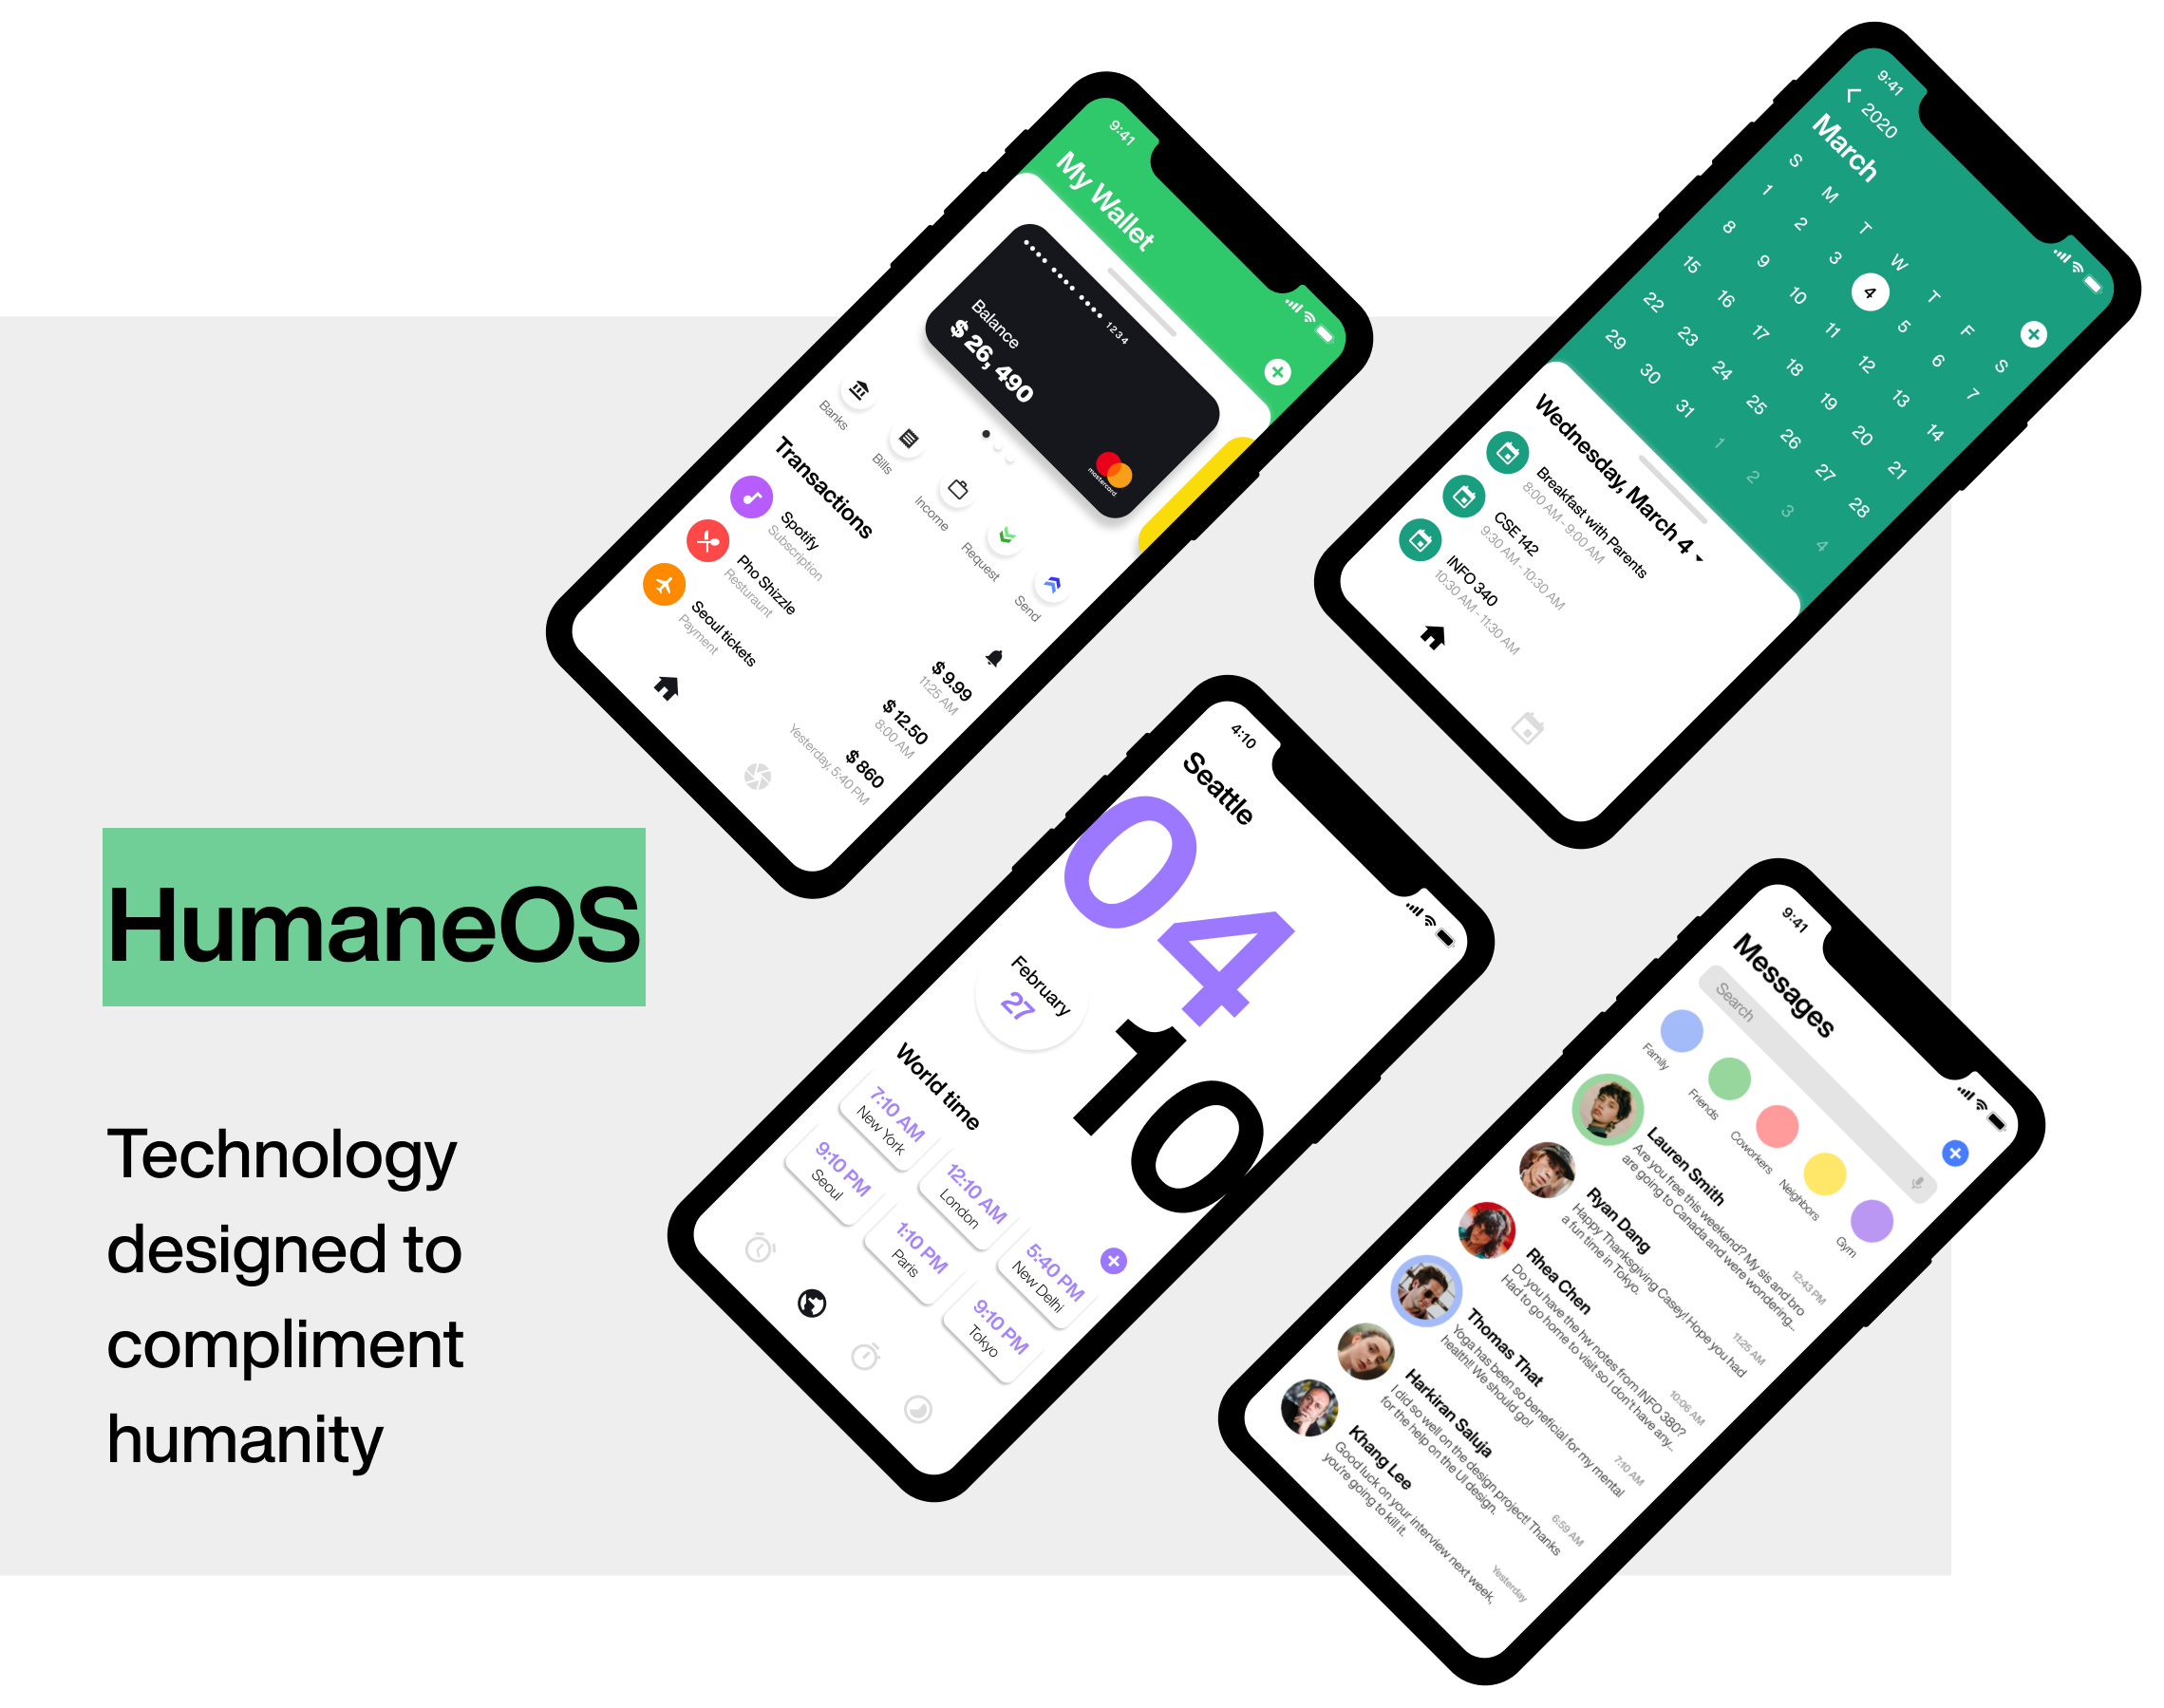 9:41
My Wallet
•••• •••• •••• 1234
Balance
$ 26, 490
mastercard
Banks
Bills
Income
Request
Send
Transactions
Spotify
Subscription
$ 9.99
11:25 AM
Pho Shizzle
Resturaunt
$ 12.50
8:00 AM
Seoul tickets
Payment
$ 860
Yesterday, 5:40 PM
9:41
2020
March
S M T W T F S
1 2 3 4 5 6 7
8 9 10 11 12 13 14
15 16 17 18 19 20 21
22 23 24 25 26 27 28
29 30 31 1 2 3 4
Wednesday, March 4
Breakfast with Parents
8:00 AM - 9:00 AM
CSE 142
9:30 AM - 10:30 AM
INFO 340
10:30 AM - 11:30 AM
HumaneOS
Technology
designed to
compliment
humanity
4:10
Seattle
04
10
February
27
World time
7:10 AM
New York
12:10 AM
London
5:40 PM
New Delhi
9:10 PM
Seoul
1:10 PM
Paris
9:10 PM
Tokyo
9:41
Messages
Search
Family
Friends
Coworkers
Neighbors
Gym
Lauren Smith
12:43 PM
Are you free this weekend? My sis and bro
are going to Canada and were wondering...
Ryan Dang
11:25 AM
Happy Thanksgiving Casey! Hope you had
a fun time in Tokyo.
Rhea Chen
10:06 AM
Do you have the hw notes from INFO 380?
Had to go home to visit so I don't have any...
Thomas That
7:10 AM
Yoga has been so beneficial for my mental
health!! We should go!
Harkiran Saluja
6:59 AM
I did so well on the design project! Thanks
for the help on the UI design.
Khang Lee
Yesterday
Good luck on your interview next week,
you're going to kill it.